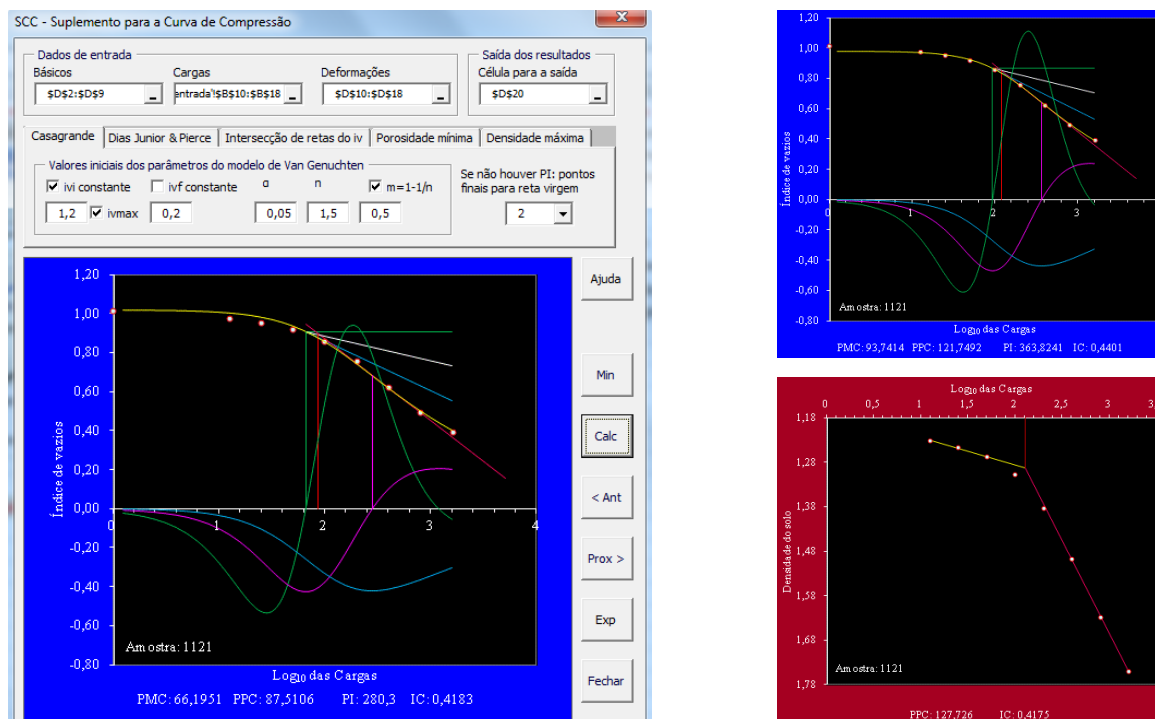 SCC - Suplemento para a Curva de Compressão
Dados de entrada
Saída dos resultados
Básicos
Cargas
Deformações
Célula para a saída
$D$2:$D$9
entrada'!$B$10:$B$18
$D$10:$D$18
$D$20
Casagrande
Dias Junior & Pierce
Intersecção de retas do iv
Porosidade mínima
Densidade máxima
Valores iniciais dos parâmetros do modelo de Van Genuchten
ivi constante
ivf constante
α
n
m=1-1/n
1,2
ivmax
0,2
0,05
1,5
0,5
Se não houver PI: pontos
finais para reta virgem
2
Ajuda
Min
Calc
< Ant
Prox >
Exp
Fechar
1,20
1,00
0,80
0,60
0,40
0,20
0,00
-0,20
-0,40
-0,60
-0,80
Índice de vazios
0
1
2
3
4
Amostra: 1121
Log10 das Cargas
PMC: 66,1951 PPC: 87,5106 PI: 280,3 IC: 0,4183
1,00
0,80
0,60
0,40
0,20
0,00
-0,20
-0,40
-0,60
-0,80
Índice de vazios
0
1
2
3
Amostra: 1121
Log10 das Cargas
PMC: 93,7414 PPC: 121,7492 PI: 363,8241 IC: 0,4401
Log10 das Cargas
0 0,5 1 1,5 2 2,5 3
1,18
1,28
1,38
1,48
1,58
1,68
1,78
Densidade do solo
Amostra: 1121
PPC: 127,726 IC: 0,4175